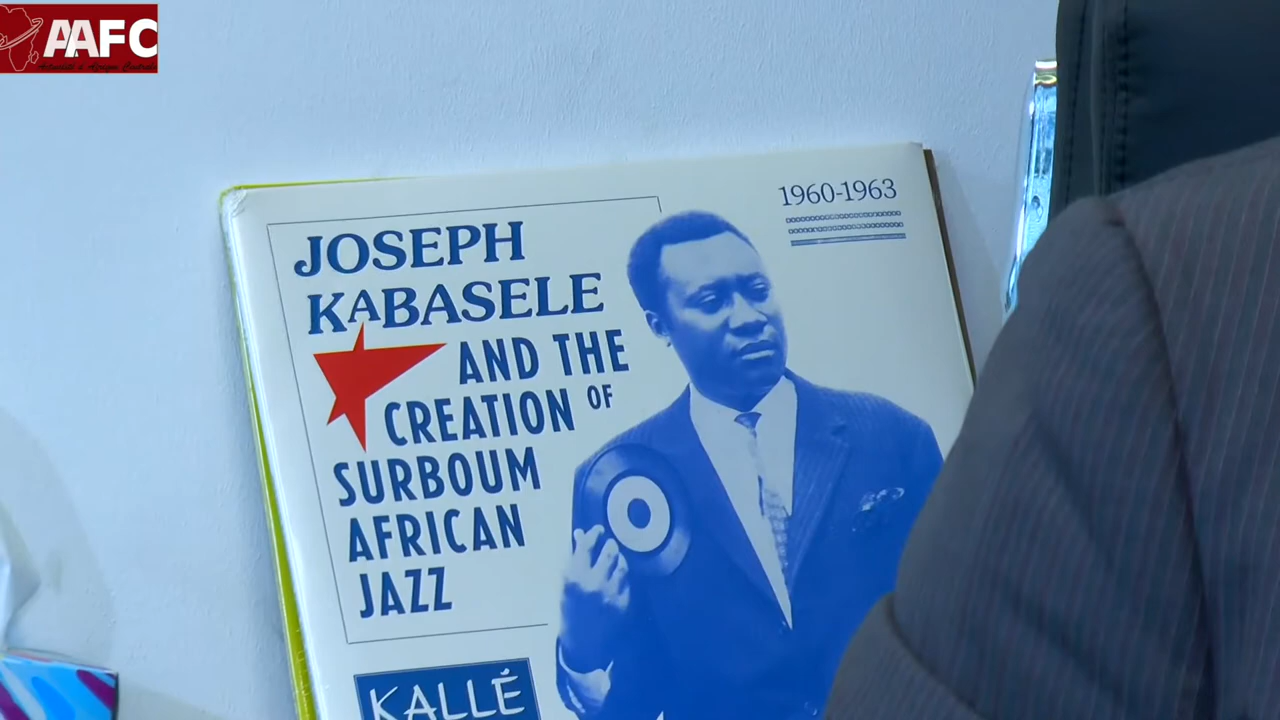 AAFC
1960-1963
JOSEPH
KABASELE
AND THE
CREATION OF
SURBOUM
AFRICAN
JAZZ
KALLÉ